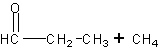 O
HC CH₂-CH₃ + CH₄